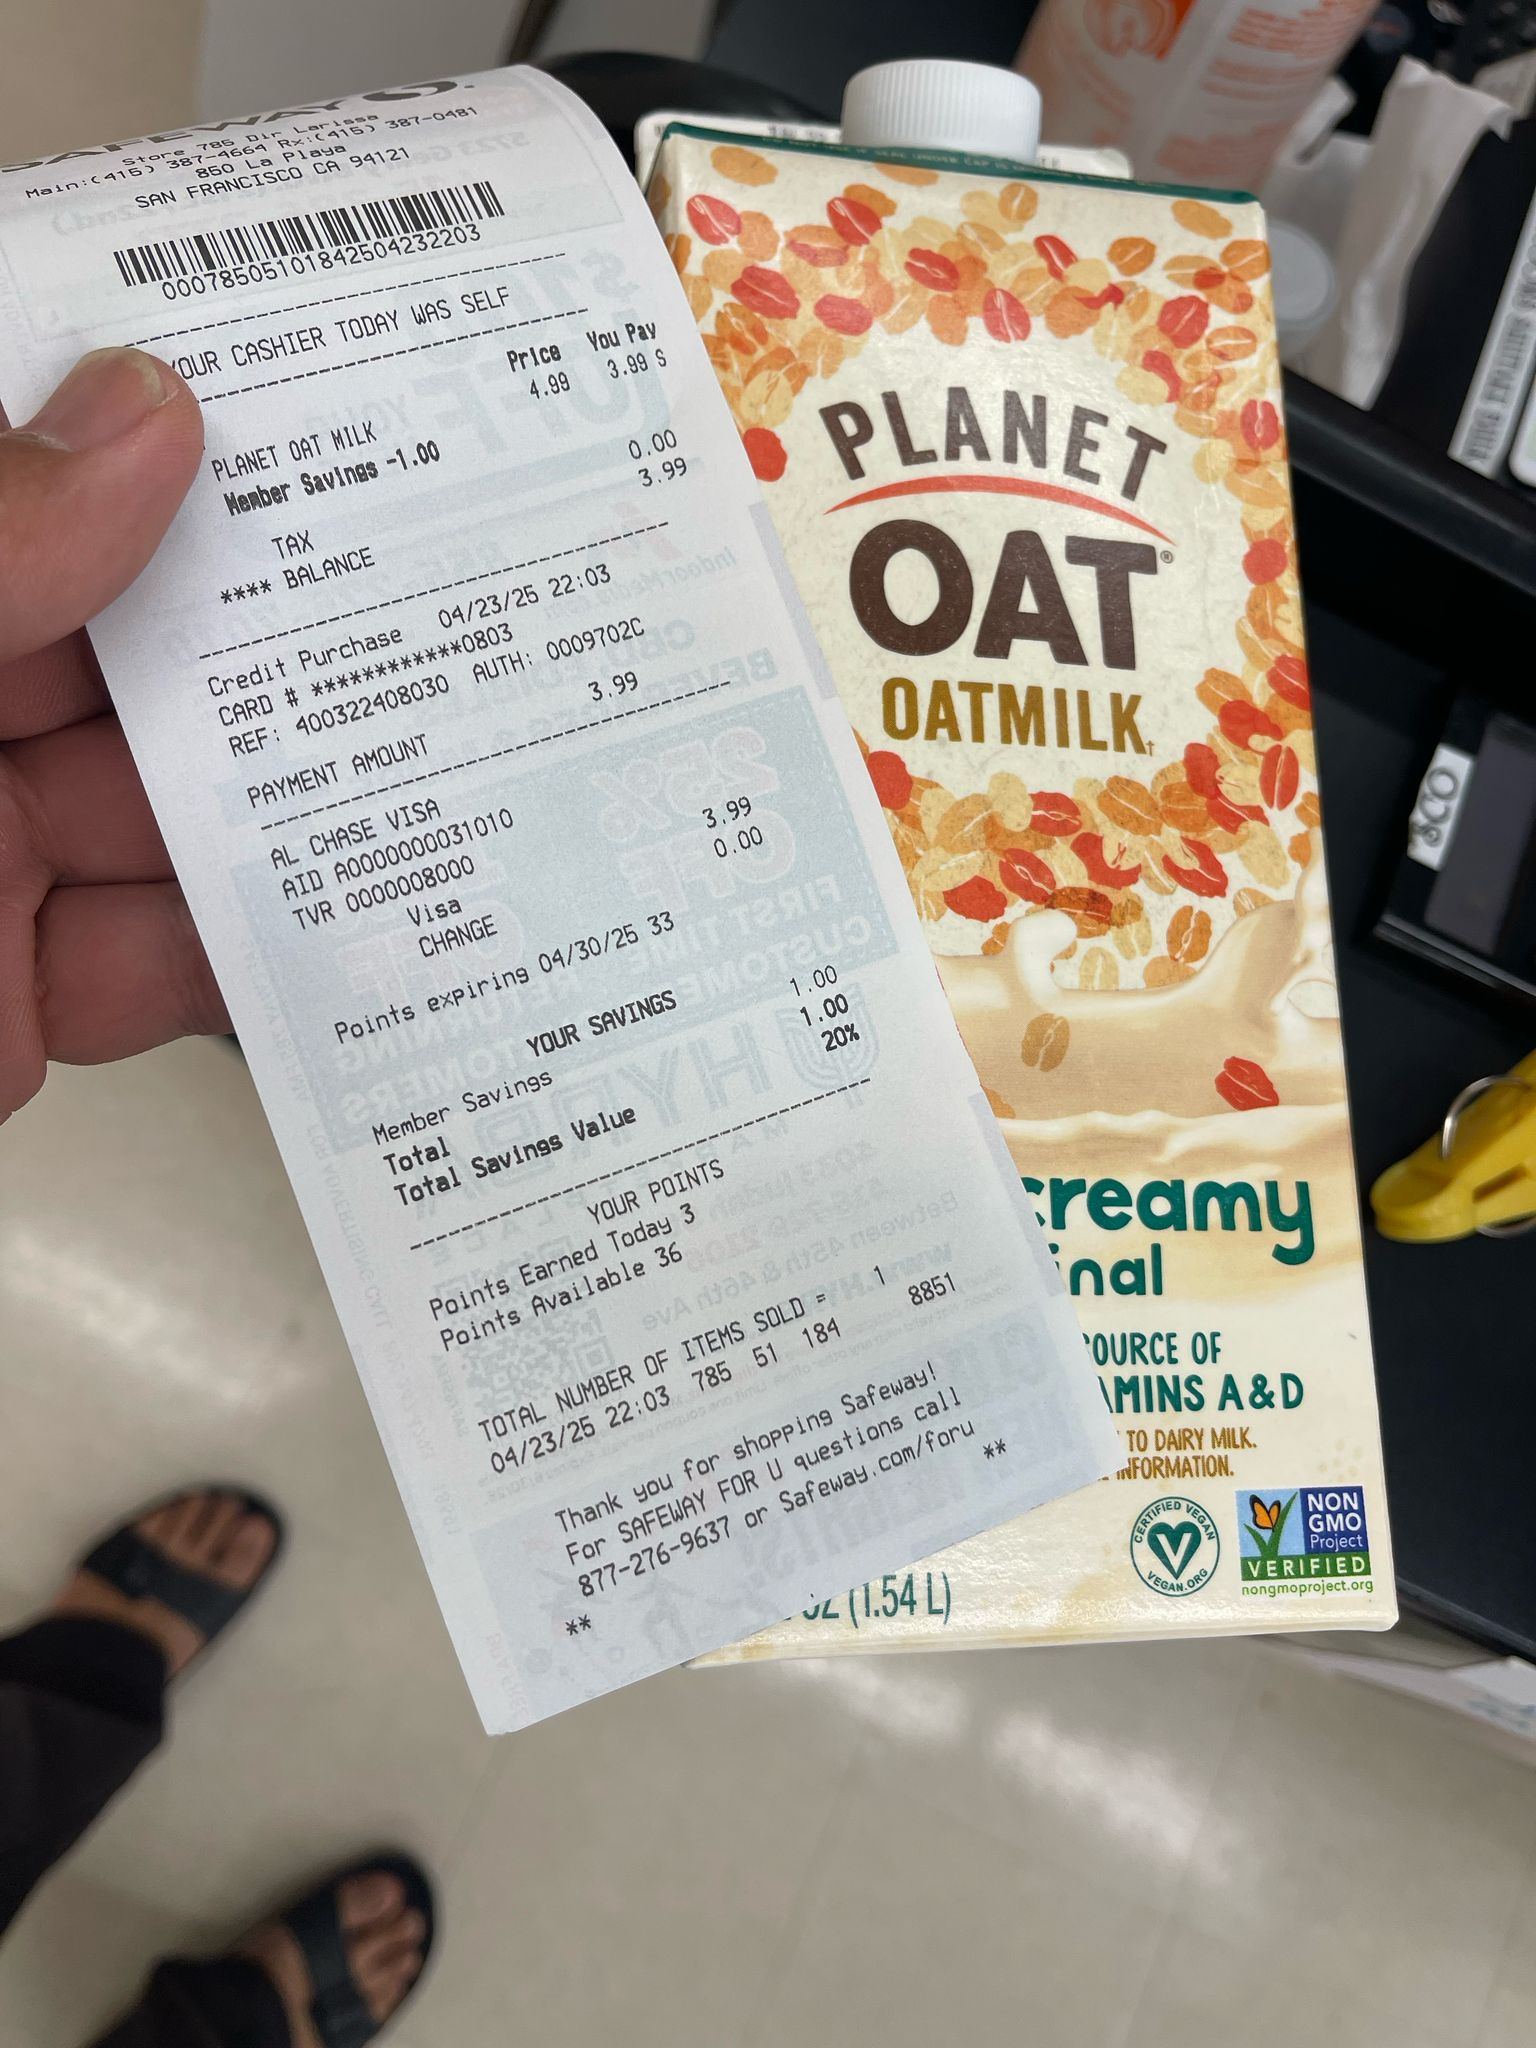 SAFEWAY
Store 785 Dir Larissa
Main:(415) 387-4664 Rx:(415) 387-0481
850 La Playa
SAN FRANCISCO CA 94121
00078505101842504232203
YOUR CASHIER TODAY WAS SELF
Price You Pay
4.99 3.99 S
PLANET OAT MILK
Member Savings -1.00
TAX 0.00
**** BALANCE 3.99
Credit Purchase 04/23/25 22:03
CARD # ************0803
REF: 400322408030 AUTH: 0009702C
PAYMENT AMOUNT 3.99
AL CHASE VISA
AID A0000000031010
TVR 0000008000
Visa 3.99
CHANGE 0.00
Points expiring 04/30/25 33
YOUR SAVINGS
Member Savings 1.00
Total 1.00
Total Savings Value 20%
YOUR POINTS
Points Earned Today 3
Points Available 36
TOTAL NUMBER OF ITEMS SOLD = 1
04/23/25 22:03 785 51 184 8851
Thank you for shopping Safeway!
For SAFEWAY FOR U questions call
877-276-9637 or Safeway.com/foru
** **
PLANET
OAT®
OATMILK†
creamy
inal
SOURCE OF
AMINS A & D
TO DAIRY MILK.
INFORMATION.
CERTIFIED VEGAN
VEGAN.ORG
NON
GMO
Project
VERIFIED
nongmoproject.org
OZ (1.54 L)
SCO